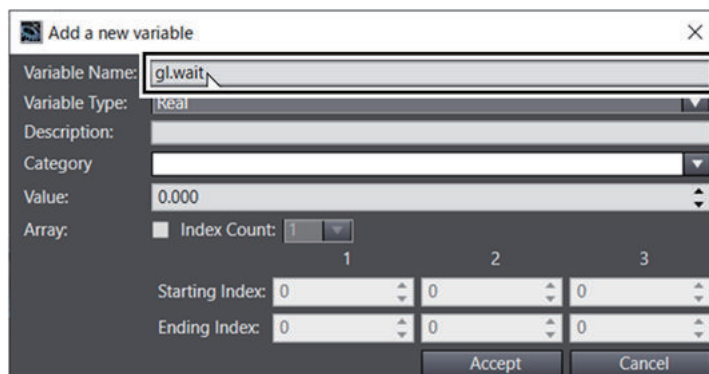 Add a new variable
Variable Name: gl.wait
Variable Type: Real
Description:
Category
Value: 0.000
Array: Index Count: 1
1 2 3
Starting Index: 0 0 0
Ending Index: 0 0 0
Accept Cancel